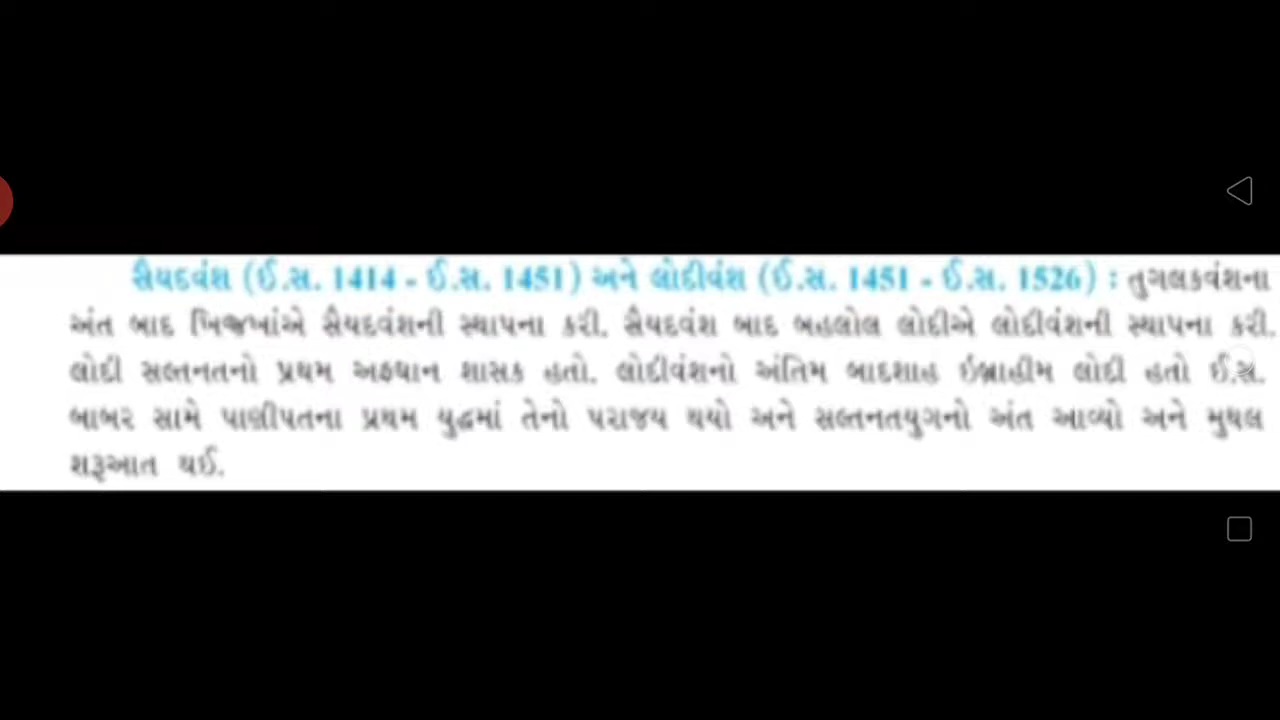 સૈયદવંશ (ઈ.સ. 1414 - ઈ.સ. 1451) અને લોદીવંશ (ઈ.સ. 1451 - ઈ.સ. 1526) : તુગલકવંશના
અંત બાદ ખિજ્રખાંએ સૈયદવંશની સ્થાપના કરી. સૈયદવંશ બાદ બહલોલ લોદીએ લોદીવંશની સ્થાપના કરી.
લોદી સલ્તનતનો પ્રથમ અફઘાન શાસક હતો. લોદીવંશનો અંતિમ બાદશાહ ઇબ્રાહીમ લોદી હતો ઈ.સ.
બાબર સામે પાણીપતના પ્રથમ યુદ્ધમાં તેનો પરાજય થયો અને સલ્તનતયુગનો અંત આવ્યો અને મુઘલ
શરૂઆત થઈ.